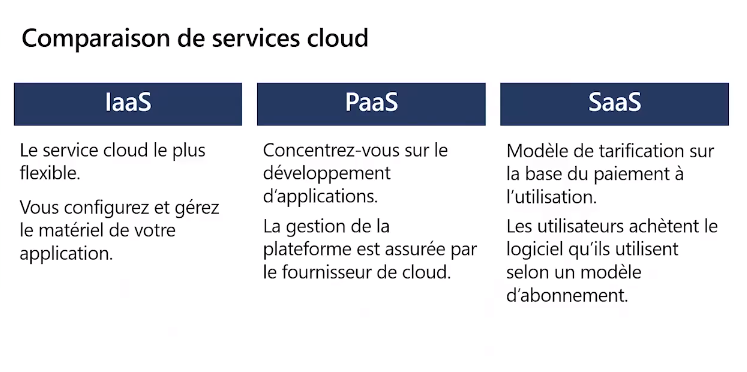 Comparaison de services cloud
IaaS
Le service cloud le plus
flexible.
Vous configurez et gérez
le matériel de votre
application.
PaaS
Concentrez-vous sur le
développement
d’applications.
La gestion de la
plateforme est assurée par
le fournisseur de cloud.
SaaS
Modèle de tarification sur
la base du paiement à
l’utilisation.
Les utilisateurs achètent le
logiciel qu’ils utilisent
selon un modèle
d’abonnement.